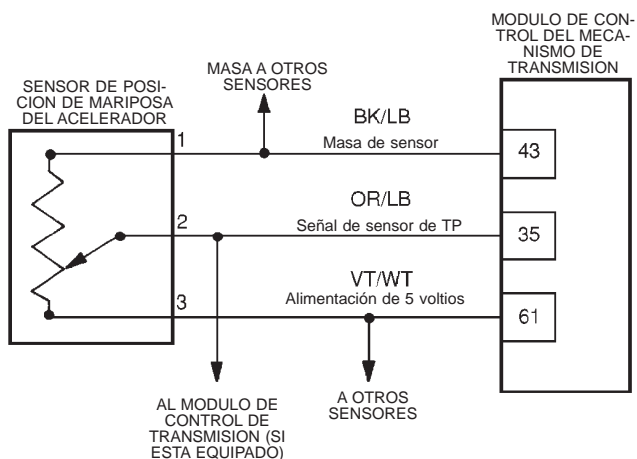 MODULO DE CON-
TROL DEL MECA-
NISMO DE
TRANSMISION
SENSOR DE POSI-
CION DE MARIPOSA
DEL ACELERADOR
MASA A OTROS
SENSORES
1
BK/LB
Masa de sensor
43
2
OR/LB
Señal de sensor de TP
35
3
VT/WT
Alimentación de 5 voltios
61
AL MODULO DE
CONTROL DE
TRANSMISION (SI
ESTA EQUIPADO)
A OTROS
SENSORES